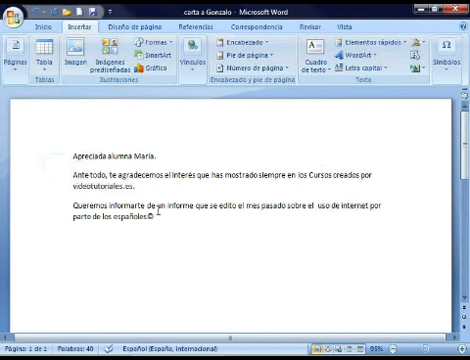 carta a Gonzalo - Microsoft Word
Inicio Insertar Diseño de página Referencias Correspondencias Revisar Vista
Páginas
Tabla
Tablas
Imagen
Imágenes prediseñadas
Formas
SmartArt
Gráfico
Ilustraciones
Vínculos
Encabezado
Pie de página
Número de página
Encabezado y pie de página
Cuadro de texto
Elementos rápidos
WordArt
Letra capital
Texto
Símbolos
Apreciada alumna María.
Ante todo, te agradecemos el interés que has mostrado siempre en los Cursos creados por
videotutoriales.es.
Queremos informarte de un informe que se edito el mes pasado sobre el uso de internet por
parte de los españoles©
Página: 1 de 1 Palabras: 40 Español (España, internacional) 95%